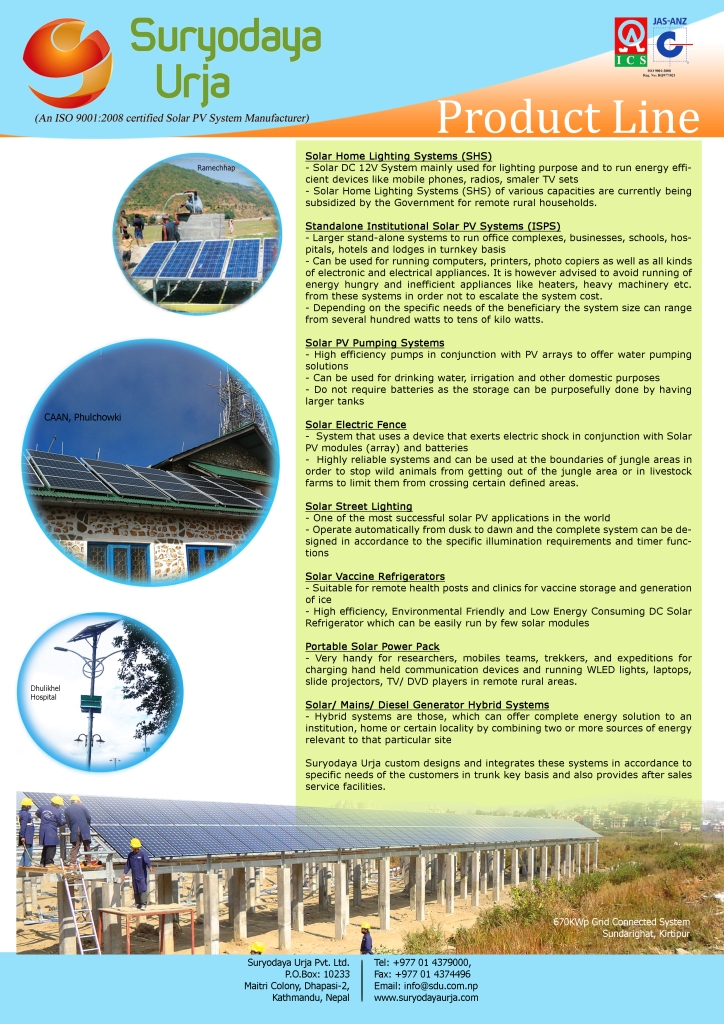 Suryodaya
Urja
(An ISO 9001:2008 certified Solar PV System Manufacturer)
ICS
JAS-ANZ
ISO 9001:2008
Product Line
Ramechhap
CAAN, Phulchowki
Dhulikhel
Hospital
Solar Home Lighting Systems (SHS)
- Solar DC 12V System mainly used for lighting purpose and to run energy effi-
cient devices like mobile phones, radios, smaler TV sets
- Solar Home Lighting Systems (SHS) of various capacities are currently being
subsidized by the Government for remote rural households.
Standalone Institutional Solar PV Systems (ISPS)
- Larger stand-alone systems to run office complexes, businesses, schools, hos-
pitals, hotels and lodges in turnkey basis
- Can be used for running computers, printers, photo copiers as well as all kinds
of electronic and electrical appliances. It is however advised to avoid running of
energy hungry and inefficient appliances like heaters, heavy machinery etc.
from these systems in order not to escalate the system cost.
- Depending on the specific needs of the beneficiary the system size can range
from several hundred watts to tens of kilo watts.
Solar PV Pumping Systems
- High efficiency pumps in conjunction with PV arrays to offer water pumping
solutions
- Can be used for drinking water, irrigation and other domestic purposes
- Do not require batteries as the storage can be purposefully done by having
larger tanks
Solar Electric Fence
- System that uses a device that exerts electric shock in conjunction with Solar
PV modules (array) and batteries
- Highly reliable systems and can be used at the boundaries of jungle areas in
order to stop wild animals from getting out of the jungle area or in livestock
farms to limit them from crossing certain defined areas.
Solar Street Lighting
- One of the most successful solar PV applications in the world
- Operate automatically from dusk to dawn and the complete system can be de-
signed in accordance to the specific illumination requirements and timer func-
tions
Solar Vaccine Refrigerators
- Suitable for remote health posts and clinics for vaccine storage and generation
of ice
- High efficiency, Environmental Friendly and Low Energy Consuming DC Solar
Refrigerator which can be easily run by few solar modules
Portable Solar Power Pack
- Very handy for researchers, mobiles teams, trekkers, and expeditions for
charging hand held communication devices and running WLED lights, laptops,
slide projectors, TV/ DVD players in remote rural areas.
Solar/ Mains/ Diesel Generator Hybrid Systems
- Hybrid systems are those, which can offer complete energy solution to an
institution, home or certain locality by combining two or more sources of energy
relevant to that particular site
Suryodaya Urja custom designs and integrates these systems in accordance to
specific needs of the customers in trunk key basis and also provides after sales
service facilities.
670KWp Grid Connected System
Sundarighat, Kirtipur
Suryodaya Urja Pvt. Ltd.
P.O.Box: 10233
Maitri Colony, Dhapasi-2,
Kathmandu, Nepal
Tel: +977 01 4379000,
Fax: +977 01 4374496
Email: info@sdu.com.np
www.suryodayaurja.com